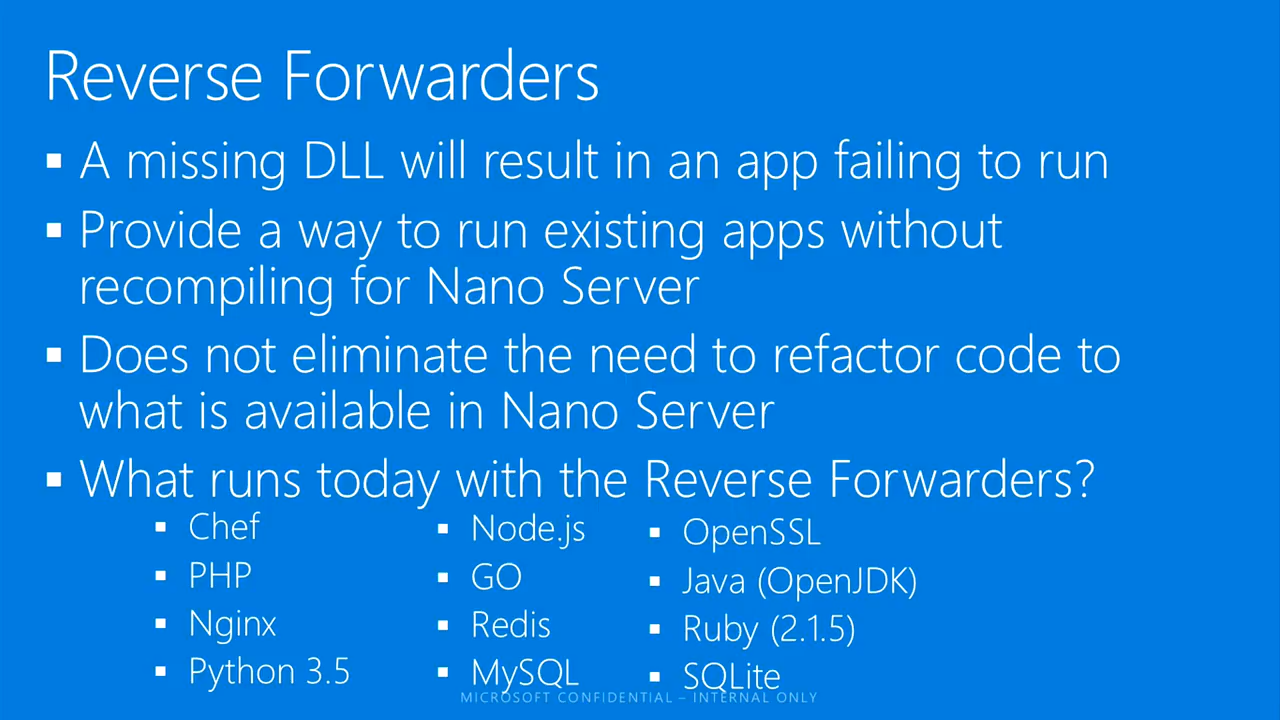 Reverse Forwarders
▪ A missing DLL will result in an app failing to run
▪ Provide a way to run existing apps without
recompiling for Nano Server
▪ Does not eliminate the need to refactor code to
what is available in Nano Server
▪ What runs today with the Reverse Forwarders?
▪ Chef
▪ PHP
▪ Nginx
▪ Python 3.5
▪ Node.js
▪ GO
▪ Redis
▪ MySQL
▪ OpenSSL
▪ Java (OpenJDK)
▪ Ruby (2.1.5)
▪ SQLite
MICROSOFT CONFIDENTIAL – INTERNAL ONLY